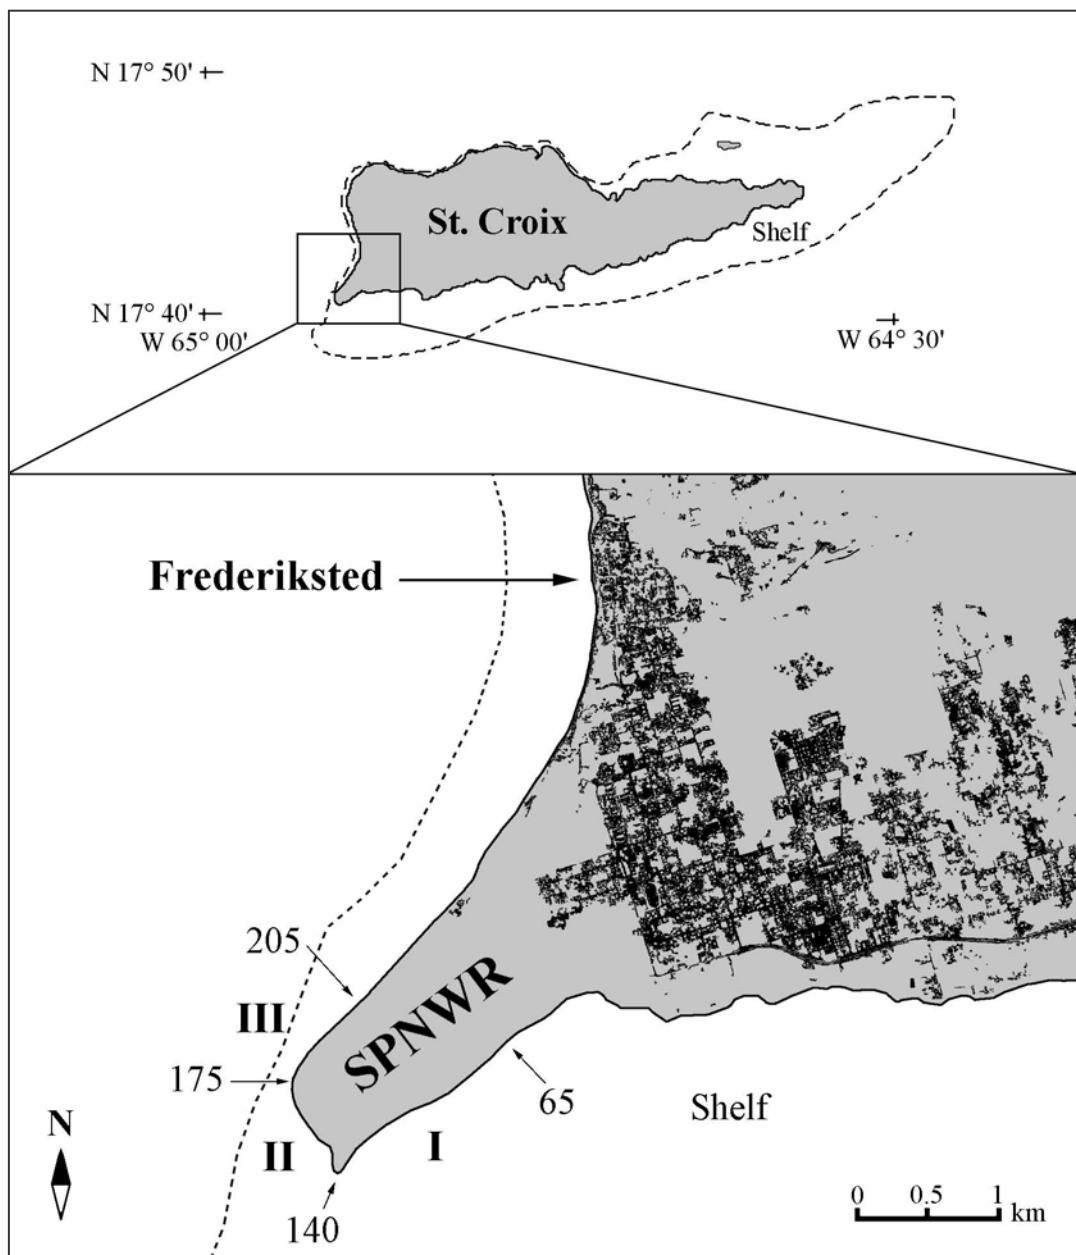 N 17° 50'
St. Croix
Shelf
N 17° 40'
W 65° 00'
W 64° 30'
Frederiksted
205
SPNWR
III
175
65
Shelf
I
N
II
140
0 0.5 1
km